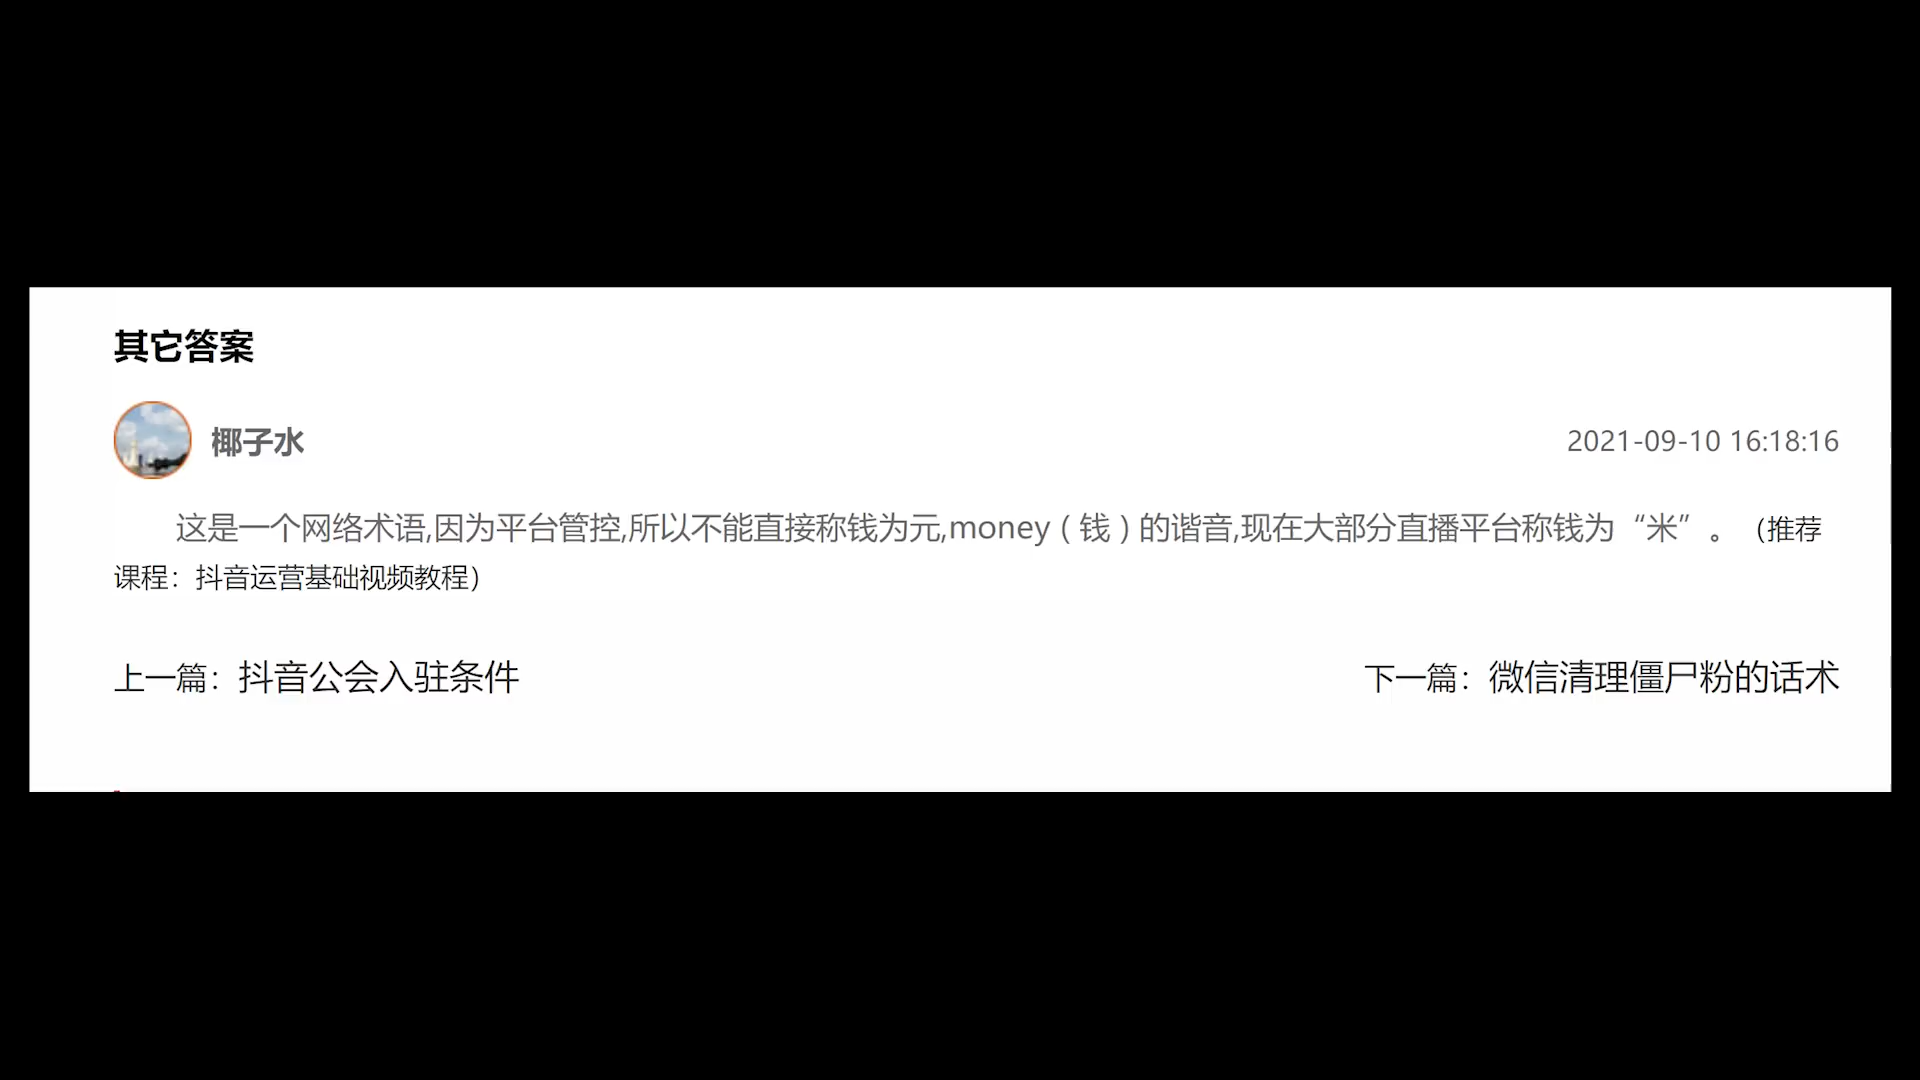 其它答案
椰子水
2021-09-10 16:18:16
这是一个网络术语,因为平台管控,所以不能直接称钱为元,money（钱）的谐音,现在大部分直播平台称钱为“米”。（推荐
课程：抖音运营基础视频教程）
上一篇：抖音公会入驻条件
下一篇：微信清理僵尸粉的话术